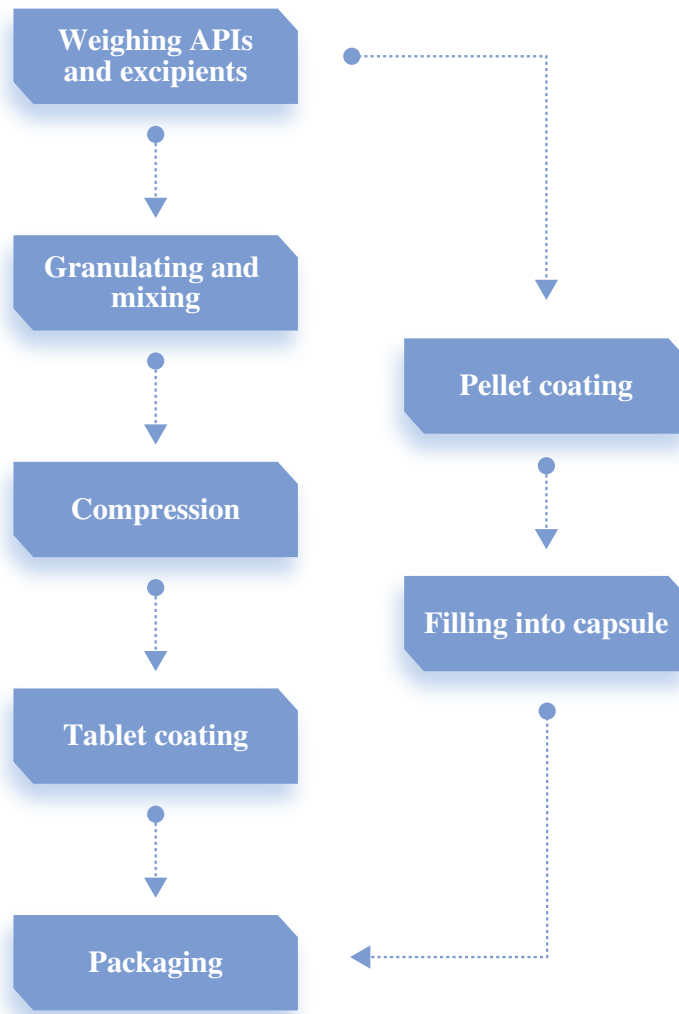 Weighing APIs
and excipients
Granulating and
mixing
Compression
Tablet coating
Packaging
Pellet coating
Filling into capsule